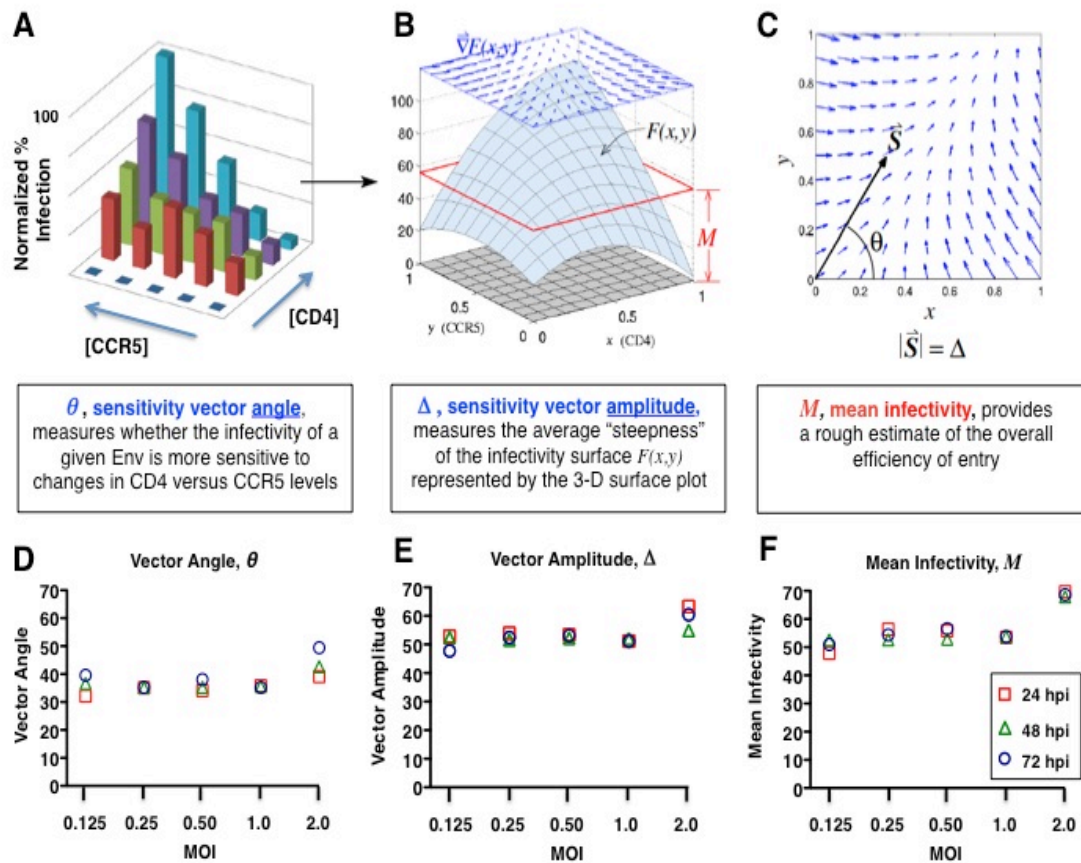 A
Normalized %
Infection
100
[CCR5]
[CD4]
B
∇F(x,y)
F(x,y)
M
100
80
60
40
20
0
1
0.5
0
y (CCR5)
0
0.5
1
x (CD4)
C
1
0.8
0.6
0.4
0.2
0
y
S
θ
0 0.2 0.4 0.6 0.8 1
x
|S| = Δ
θ, sensitivity vector angle,
measures whether the infectivity of a
given Env is more sensitive to
changes in CD4 versus CCR5 levels
Δ, sensitivity vector amplitude,
measures the average “steepness”
of the infectivity surface F(x,y)
represented by the 3-D surface plot
M, mean infectivity, provides
a rough estimate of the overall
efficiency of entry
D
Vector Angle, θ
Vector Angle
70
60
50
40
30
20
10
0
0.125 0.25 0.50 1.0 2.0
MOI
E
Vector Amplitude, Δ
Vector Amplitude
70
60
50
40
30
20
10
0
0.125 0.25 0.50 1.0 2.0
MOI
F
Mean Infectivity, M
Mean Infectivity
70
60
50
40
30
20
10
0
0.125 0.25 0.50 1.0 2.0
MOI
24 hpi
48 hpi
72 hpi